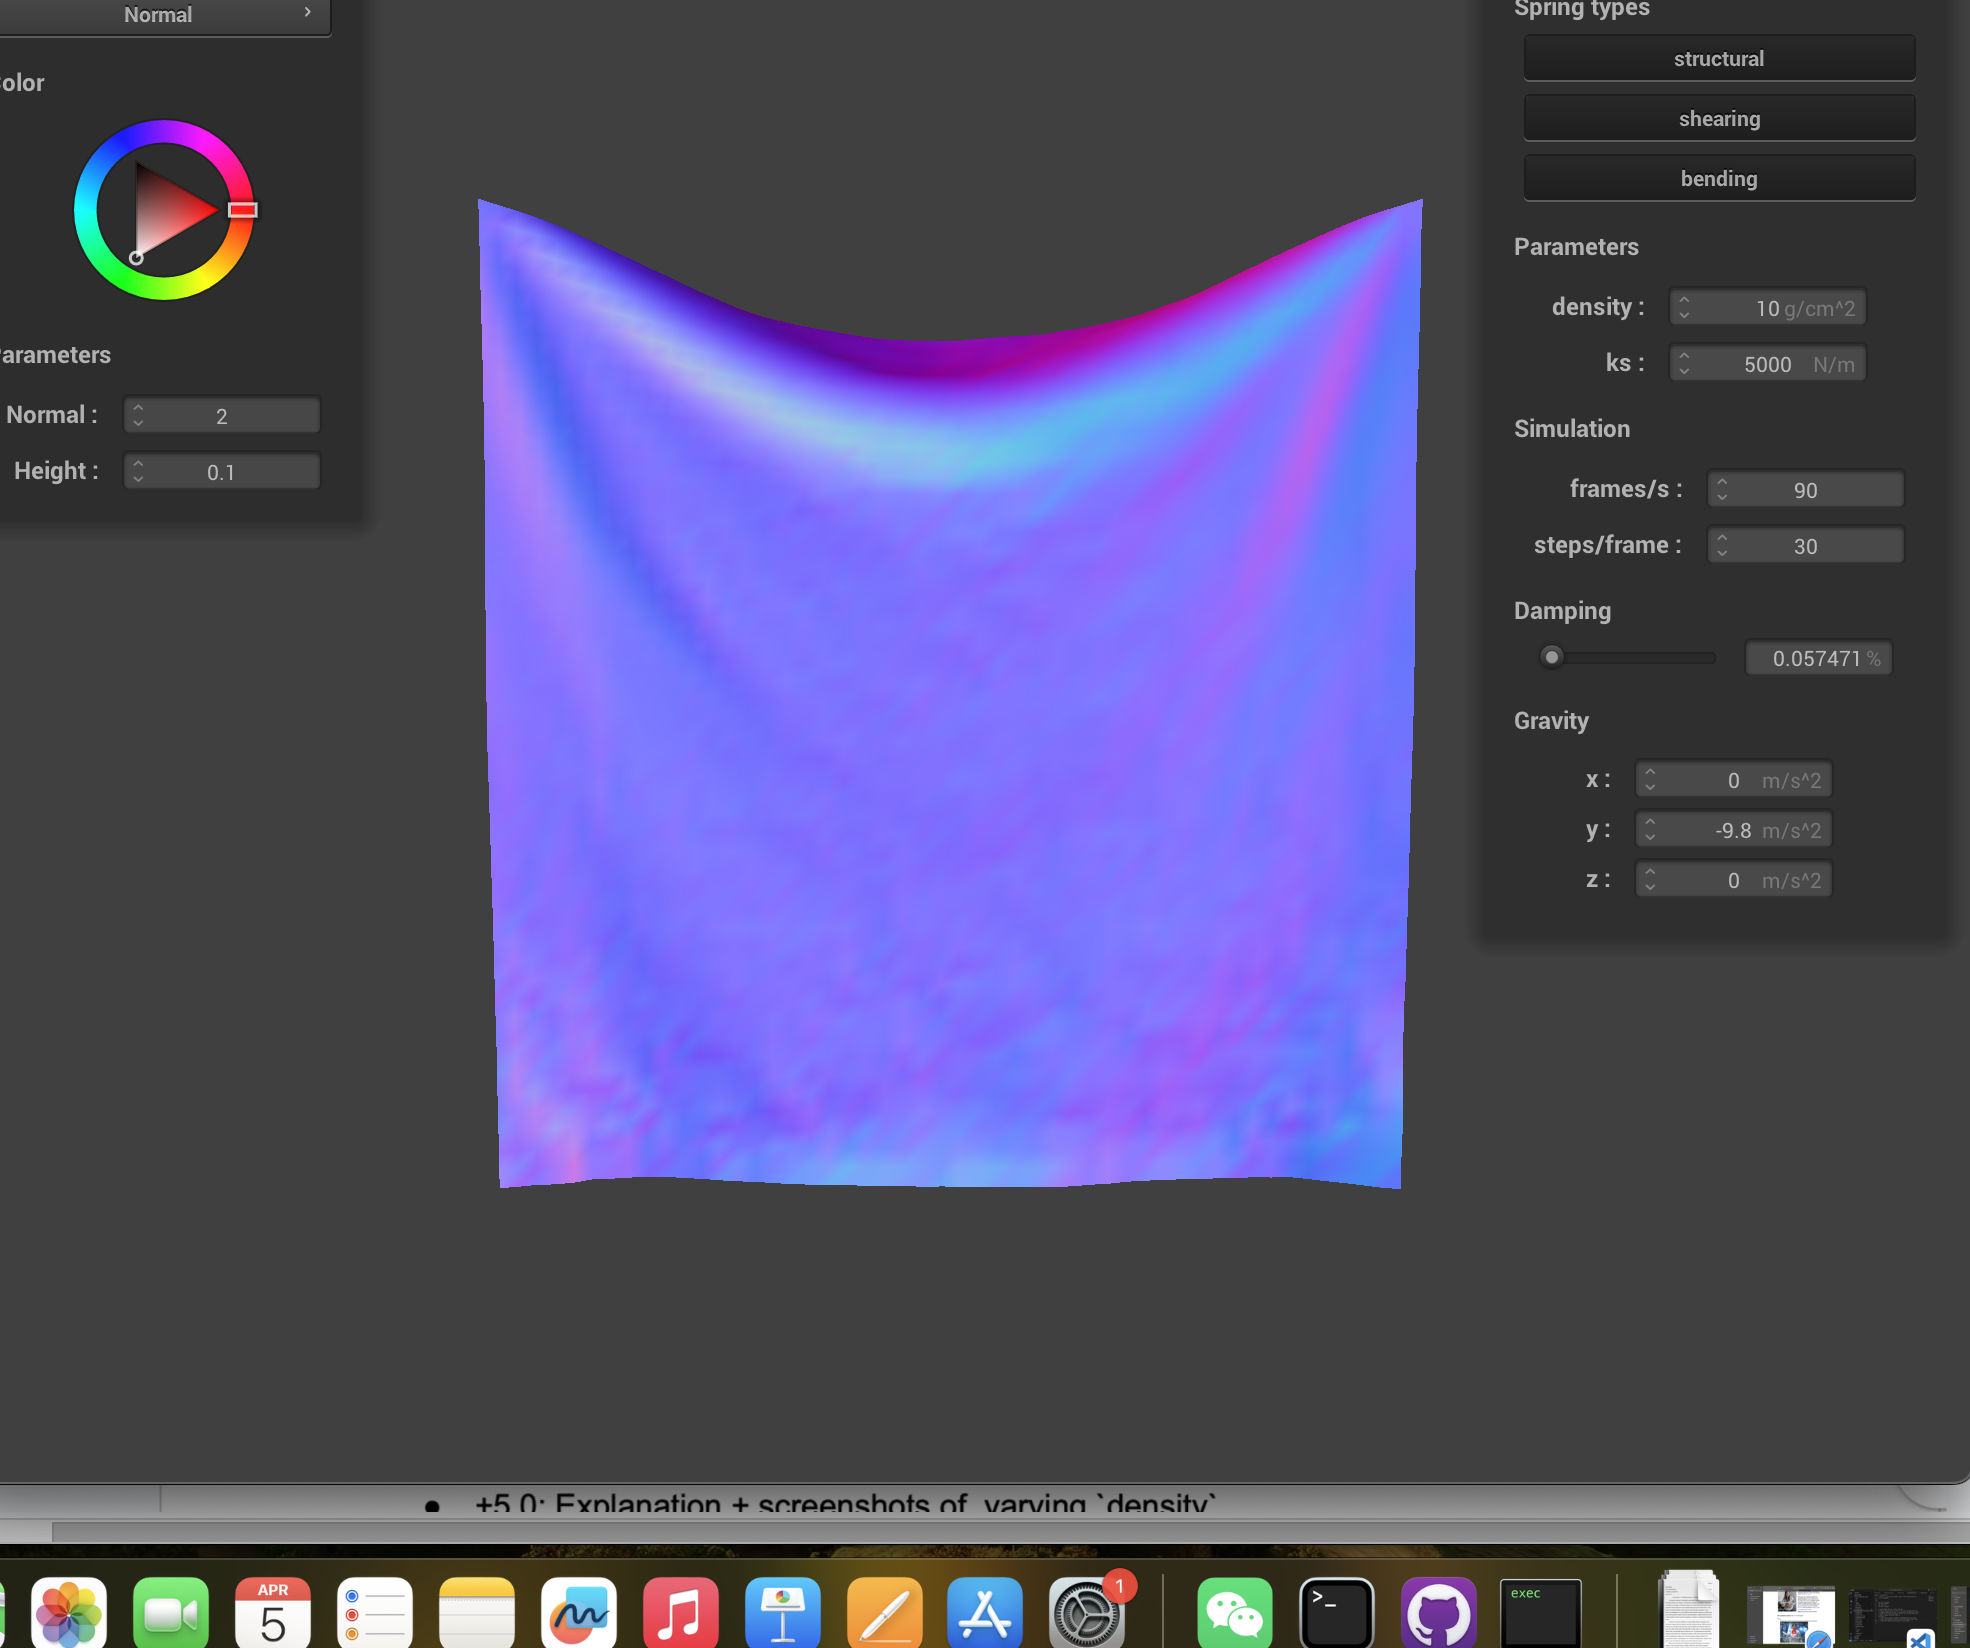 Normal
olor
arameters
Normal :
2
Height :
0.1
Spring types
structural
shearing
bending
Parameters
density :
10 g/cm^2
ks :
5000 N/m
Simulation
frames/s :
90
steps/frame :
30
Damping
0.057471 %
Gravity
x :
0 m/s^2
y :
-9.8 m/s^2
z :
0 m/s^2
● +5.0: Explanation + screenshots of varying `density`
APR
5
1
>_
exec